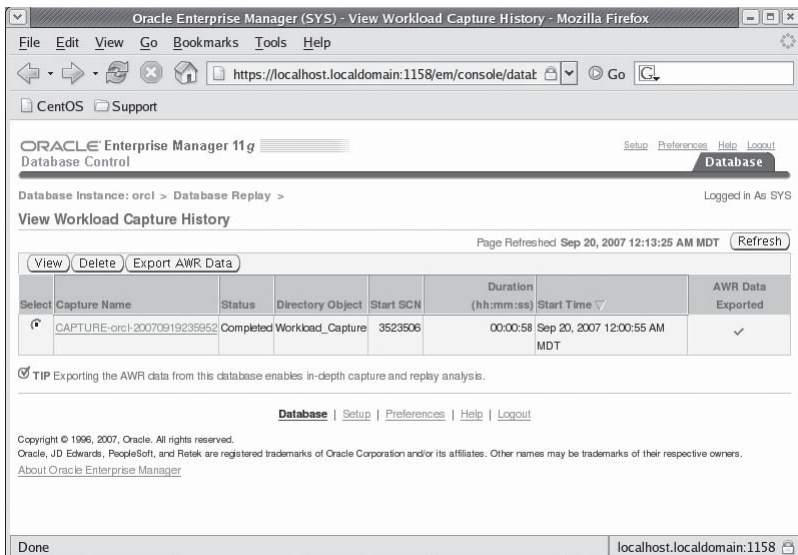 Oracle Enterprise Manager (SYS) - View Workload Capture History - Mozilla Firefox
File Edit View Go Bookmarks Tools Help
https://localhost.localdomain:1158/em/console/datab Go G
CentOS Support
ORACLE Enterprise Manager 11g
Database Control
Setup Preferences Help Logout
Database
Database Instance: orcl > Database Replay >
Logged in As SYS
View Workload Capture History
Page Refreshed Sep 20, 2007 12:13:25 AM MDT Refresh
View Delete Export AWR Data
Select Capture Name Status Directory Object Start SCN Duration (hh:mm:ss) Start Time AWR Data Exported
CAPTURE-orcl-20070919235952 Completed Workload_Capture 3523506 00:00:58 Sep 20, 2007 12:00:55 AM MDT
TIP Exporting the AWR data from this database enables in-depth capture and replay analysis.
Database | Setup | Preferences | Help | Logout
Copyright © 1996, 2007, Oracle. All rights reserved.
Oracle, JD Edwards, PeopleSoft, and Retek are registered trademarks of Oracle Corporation and/or its affiliates. Other names may be trademarks of their respective owners.
About Oracle Enterprise Manager
Done
localhost.localdomain:1158